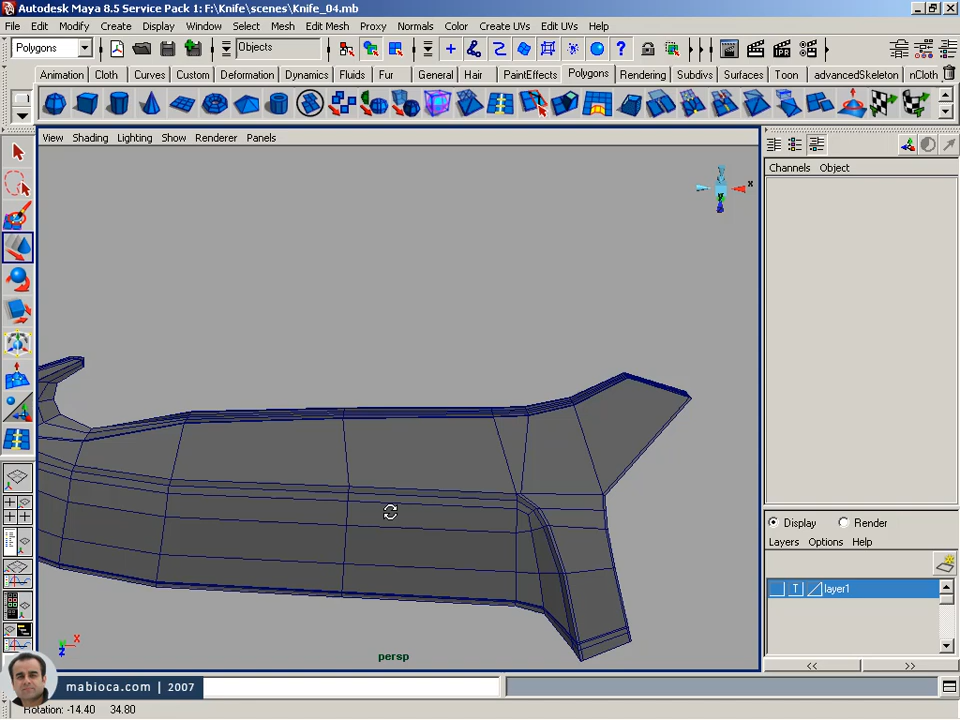 Autodesk Maya 8.5 Service Pack 1: F:\Knife\scenes\Knife_04.mb
File Edit Modify Create Display Window Select Mesh Edit Mesh Proxy Normals Color Create UVs Edit UVs Help
Polygons
Objects
Animation Cloth Curves Custom Deformation Dynamics Fluids Fur General Hair PaintEffects Polygons Rendering Subdivs Surfaces Toon advancedSkeleton nCloth
View Shading Lighting Show Renderer Panels
Channels Object
x
Display Render
Layers Options Help
T layer1
X
Z
persp
<< >>
mabioca.com | 2007
Rotation: -14.40 34.80